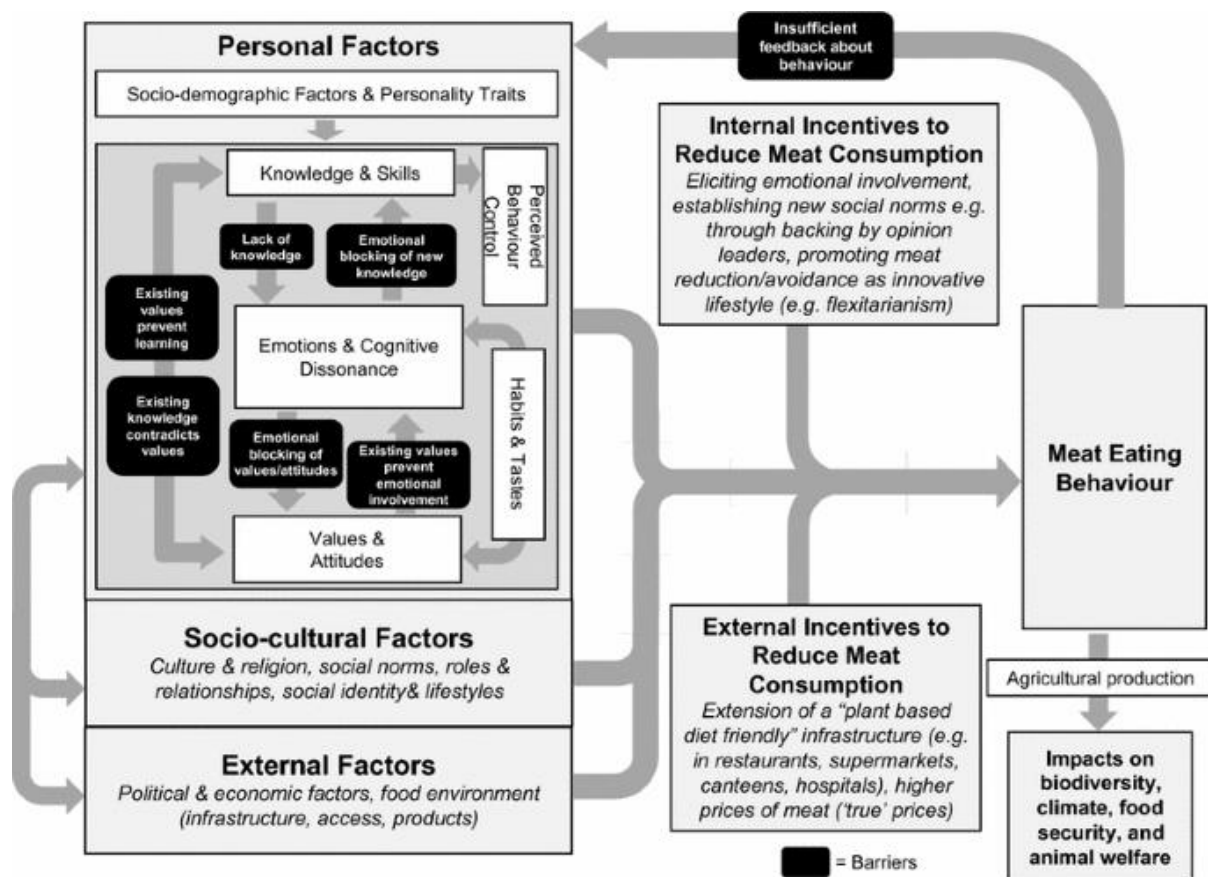 Personal Factors
Socio-demographic Factors & Personality Traits
Knowledge & Skills
Perceived
Behaviour
Control
Lack of
knowledge
Emotional
blocking of new
knowledge
Existing
values
prevent
learning
Emotions & Cognitive
Dissonance
Habits & Tastes
Existing
knowledge
contradicts
values
Emotional
blocking of
values/attitudes
Existing values
prevent
emotional
involvement
Values &
Attitudes
Socio-cultural Factors
Culture & religion, social norms, roles &
relationships, social identity& lifestyles
External Factors
Political & economic factors, food environment
(infrastructure, access, products)
Insufficient
feedback about
behaviour
Internal Incentives to
Reduce Meat Consumption
Eliciting emotional involvement,
establishing new social norms e.g.
through backing by opinion
leaders, promoting meat
reduction/avoidance as innovative
lifestyle (e.g. flexitarianism)
External Incentives to
Reduce Meat
Consumption
Extension of a “plant based
diet friendly” infrastructure (e.g.
in restaurants, supermarkets,
canteens, hospitals), higher
prices of meat (‘true’ prices)
= Barriers
Meat Eating
Behaviour
Agricultural production
Impacts on
biodiversity,
climate, food
security, and
animal welfare